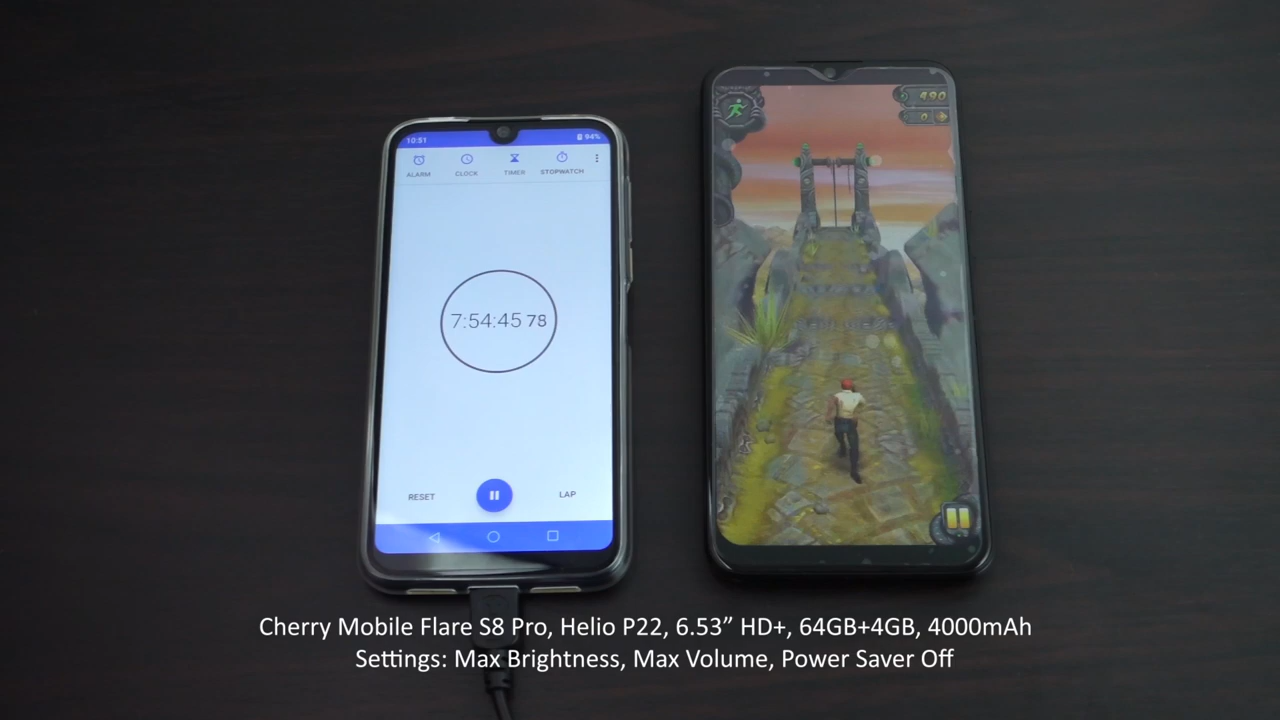 10:51
94%
ALARM
CLOCK
TIMER
STOPWATCH
7:54:45 78
RESET
LAP
490
0
Cherry Mobile Flare S8 Pro, Helio P22, 6.53” HD+, 64GB+4GB, 4000mAh
Settings: Max Brightness, Max Volume, Power Saver Off